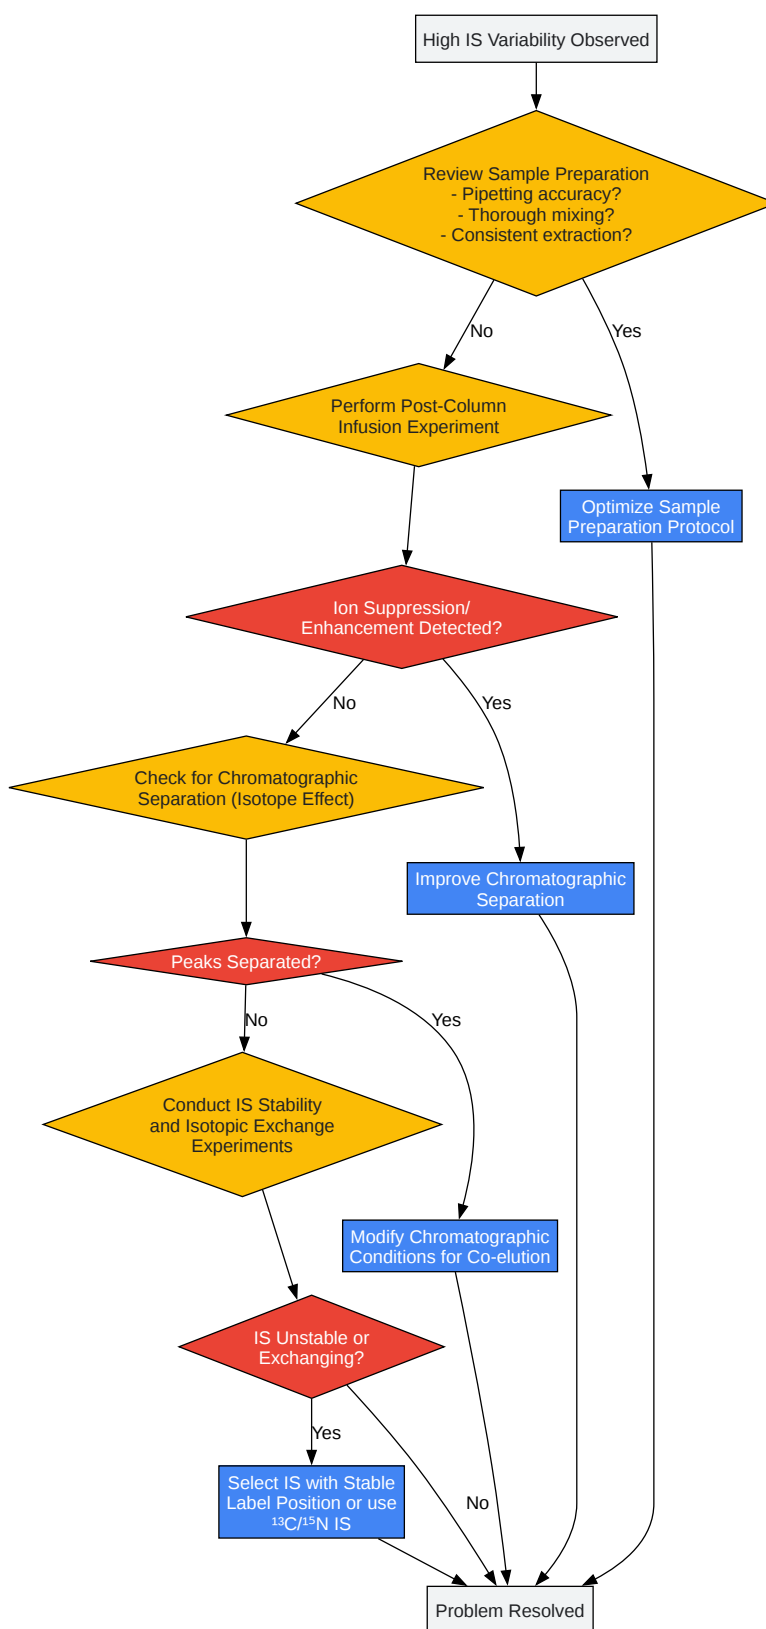 High IS Variability Observed
Review Sample Preparation
- Pipetting accuracy?
- Thorough mixing?
- Consistent extraction?
No
Yes
Perform Post-Column
Infusion Experiment
Optimize Sample
Preparation Protocol
Ion Suppression/
Enhancement Detected?
No
Yes
Check for Chromatographic
Separation (Isotope Effect)
Improve Chromatographic
Separation
Peaks Separated?
No
Yes
Conduct IS Stability
and Isotopic Exchange
Experiments
Modify Chromatographic
Conditions for Co-elution
IS Unstable or
Exchanging?
Yes
No
Select IS with Stable
Label Position or use
¹³C/¹⁵N IS
Problem Resolved